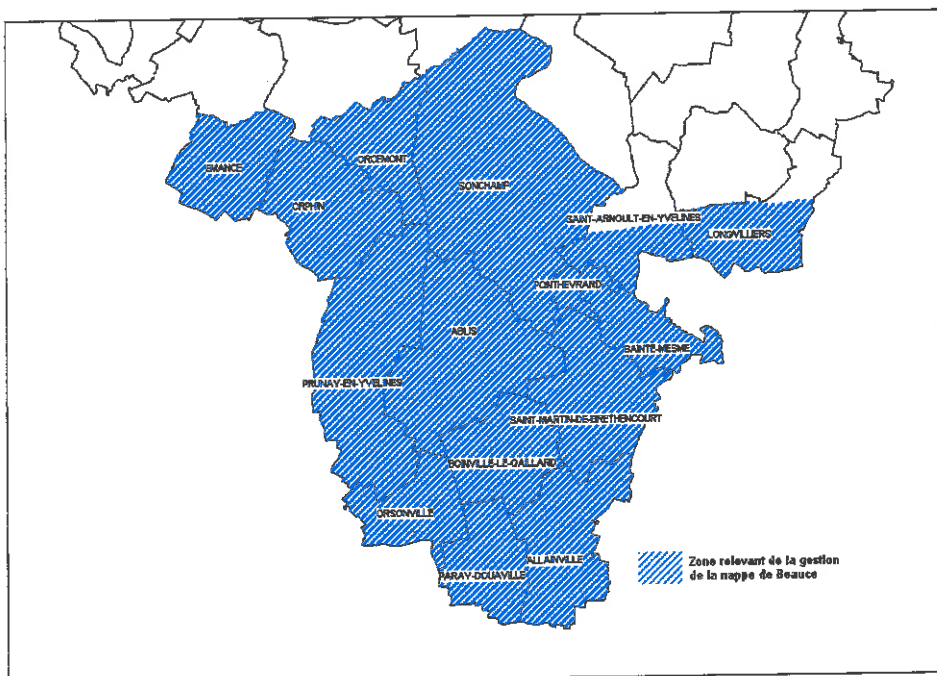 EMANCE
ORCEMONT
SONCHAMP
ORPHIN
SAINT-ARNOULT-EN-YVELINES
LONGVILLIERS
PONTHEVRARD
ABLIS
SAINTE-MESME
PRUNAY-EN-YVELINES
SAINT-MARTIN-DE-BRETHENCOURT
BOINVILLE-LE-GAILLARD
ORSONVILLE
ALLAINVILLE
PARAY-DOUAVILLE
Zone relevant de la gestion
de la nappe de Beauce